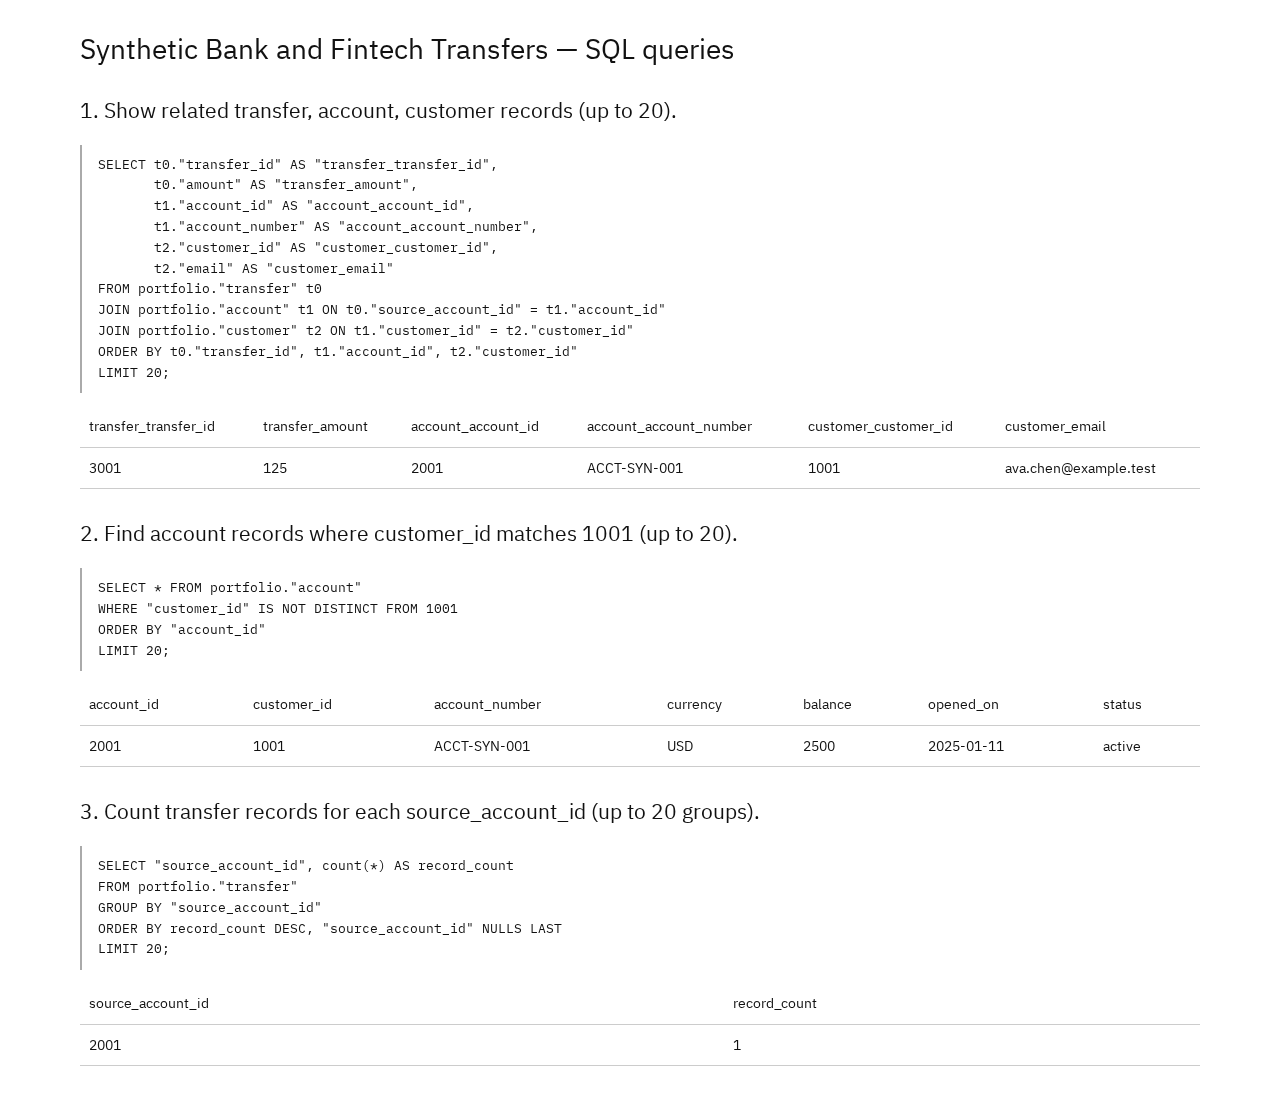 Synthetic Bank and Fintech Transfers — SQL queries
1. Show related transfer, account, customer records (up to 20).
SELECT t0."transfer_id" AS "transfer_transfer_id",
t0."amount" AS "transfer_amount",
t1."account_id" AS "account_account_id",
t1."account_number" AS "account_account_number",
t2."customer_id" AS "customer_customer_id",
t2."email" AS "customer_email"
FROM portfolio."transfer" t0
JOIN portfolio."account" t1 ON t0."source_account_id" = t1."account_id"
JOIN portfolio."customer" t2 ON t1."customer_id" = t2."customer_id"
ORDER BY t0."transfer_id", t1."account_id", t2."customer_id"
LIMIT 20;
transfer_transfer_id transfer_amount account_account_id account_account_number customer_customer_id customer_email
3001 125 2001 ACCT-SYN-001 1001 ava.chen@example.test
2. Find account records where customer_id matches 1001 (up to 20).
SELECT * FROM portfolio."account"
WHERE "customer_id" IS NOT DISTINCT FROM 1001
ORDER BY "account_id"
LIMIT 20;
account_id customer_id account_number currency balance opened_on status
2001 1001 ACCT-SYN-001 USD 2500 2025-01-11 active
3. Count transfer records for each source_account_id (up to 20 groups).
SELECT "source_account_id", count(*) AS record_count
FROM portfolio."transfer"
GROUP BY "source_account_id"
ORDER BY record_count DESC, "source_account_id" NULLS LAST
LIMIT 20;
source_account_id record_count
2001 1